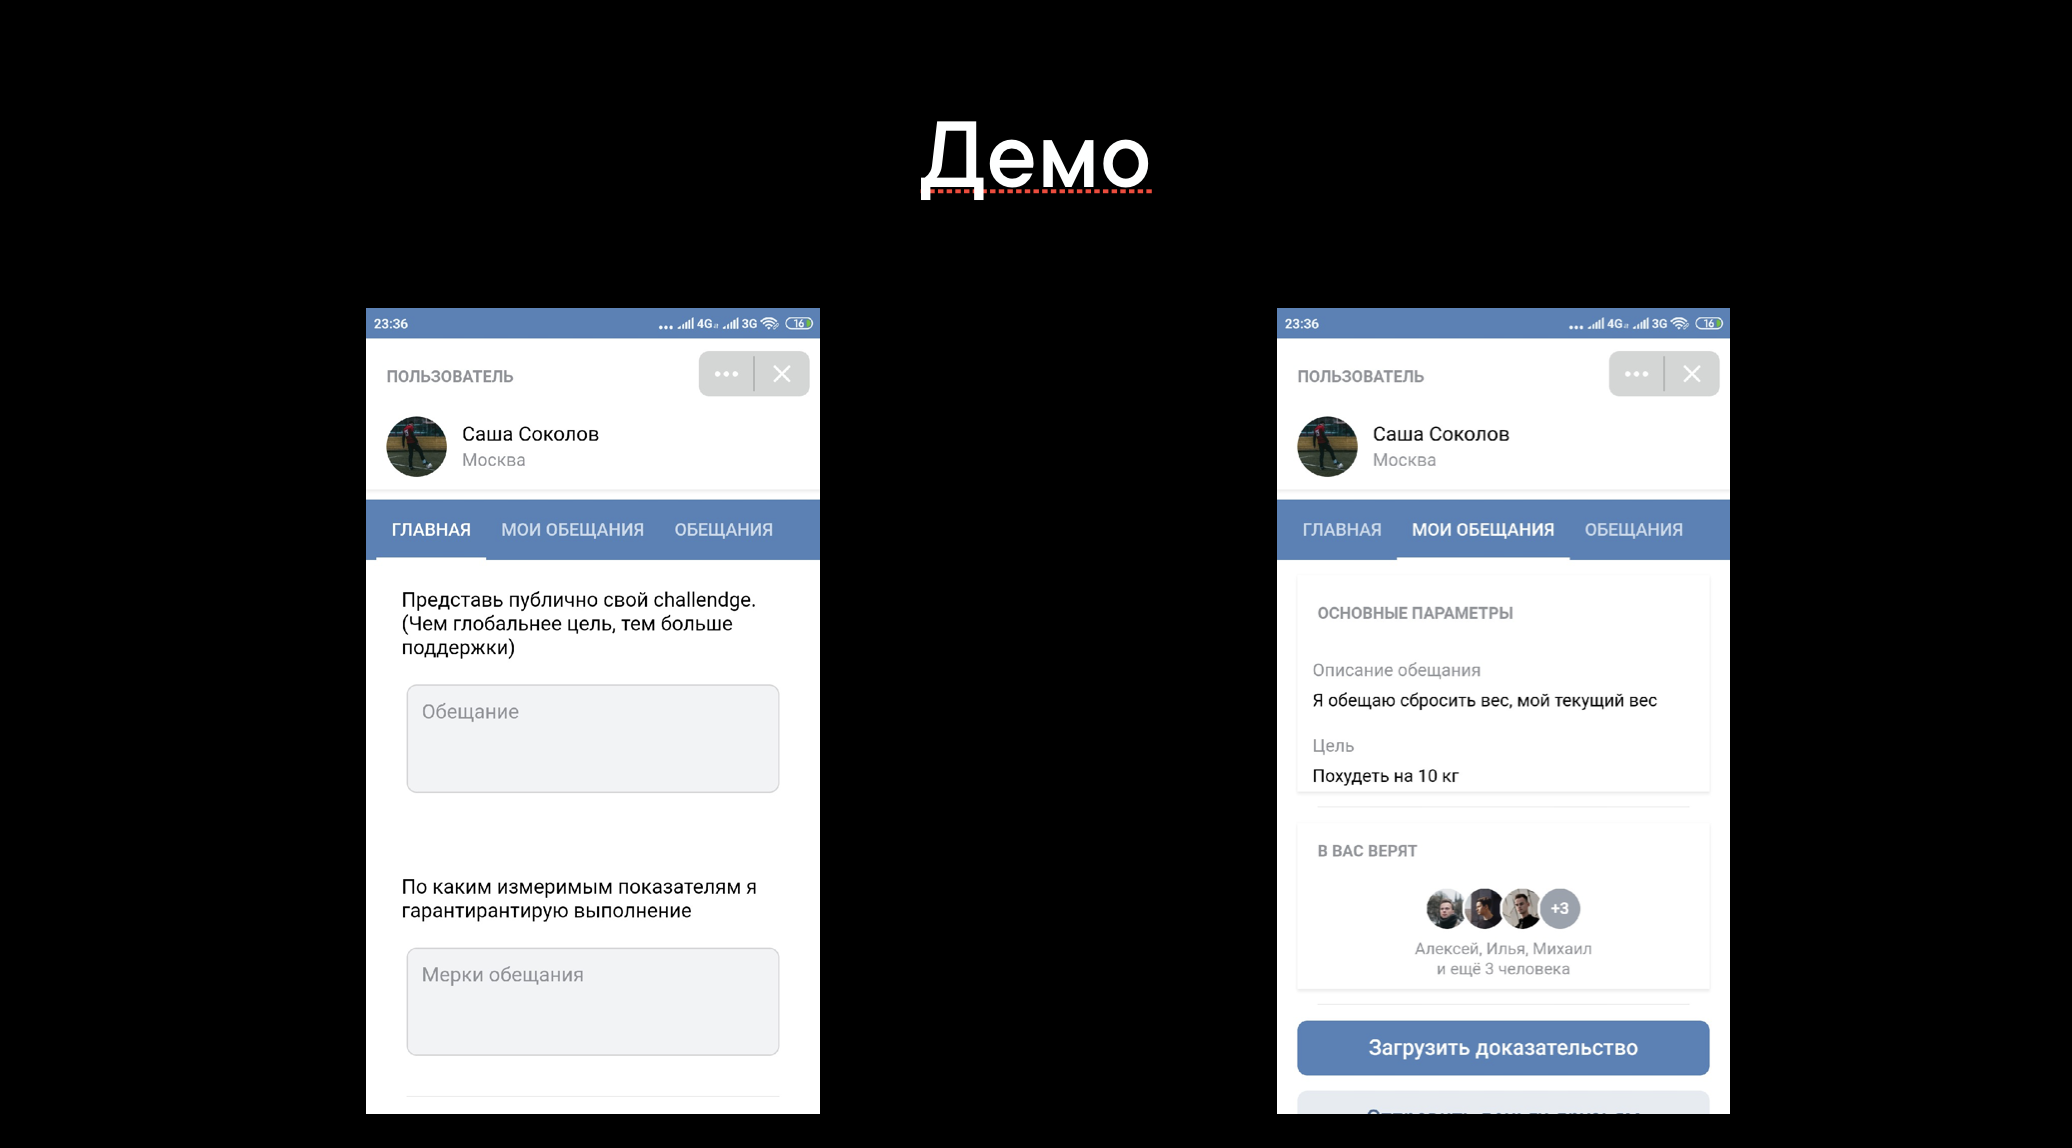 Демо
23:36
4G 3G 16
ПОЛЬЗОВАТЕЛЬ
Саша Соколов
Москва
ГЛАВНАЯ МОИ ОБЕЩАНИЯ ОБЕЩАНИЯ
Представь публично свой challendge.
(Чем глобальнее цель, тем больше
поддержки)
Обещание
По каким измеримым показателям я
гарантирантирую выполнение
Мерки обещания
23:36
4G 3G 16
ПОЛЬЗОВАТЕЛЬ
Саша Соколов
Москва
ГЛАВНАЯ МОИ ОБЕЩАНИЯ ОБЕЩАНИЯ
ОСНОВНЫЕ ПАРАМЕТРЫ
Описание обещания
Я обещаю сбросить вес, мой текущий вес
Цель
Похудеть на 10 кг
В ВАС ВЕРЯТ
+3
Алексей, Илья, Михаил
и ещё 3 человека
Загрузить доказательство